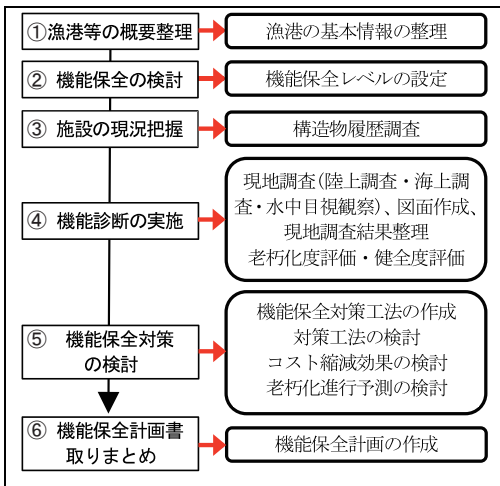 ①漁港等の概要整理
漁港の基本情報の整理
② 機能保全の検討
機能保全レベルの設定
③ 施設の現況把握
構造物履歴調査
④ 機能診断の実施
現地調査(陸上調査・海上調
査・水中目視観察)、図面作成、
現地調査結果整理
老朽化度評価・健全度評価
⑤ 機能保全対策
の検討
機能保全対策工法の作成
対策工法の検討
コスト縮減効果の検討
老朽化進行予測の検討
⑥ 機能保全計画書
取りまとめ
機能保全計画の作成